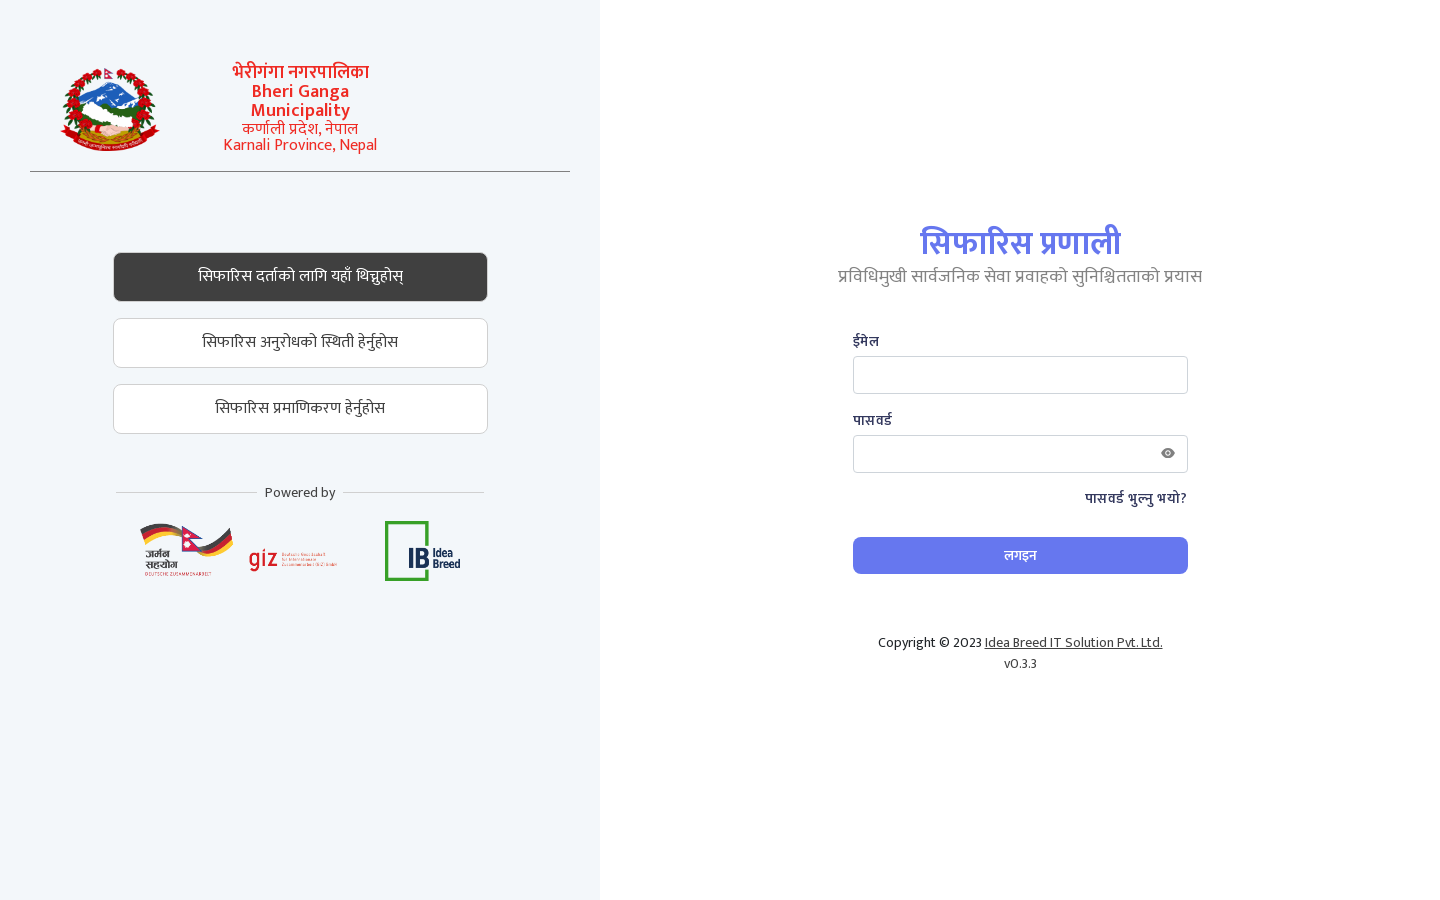 भेरीगंगा नगरपालिका
Bheri Ganga
Municipality
कर्णाली प्रदेश, नेपाल
Karnali Province, Nepal
सिफारिस दर्ताको लागि यहाँ थिच्नुहोस्
सिफारिस अनुरोधको स्थिती हेर्नुहोस
सिफारिस प्रमाणिकरण हेर्नुहोस
Powered by
जर्मन
सहयोग
DEUTSCHE ZUSAMMENARBEIT
giz
Deutsche Gesellschaft
für Internationale
Zusammenarbeit (GIZ) GmbH
IB Idea
Breed
सिफारिस प्रणाली
प्रविधिमुखी सार्वजनिक सेवा प्रवाहको सुनिश्चितताको प्रयास
ईमेल
पासवर्ड
पासवर्ड भुल्नु भयो?
लगइन
Copyright © 2023 Idea Breed IT Solution Pvt. Ltd.
v0.3.3